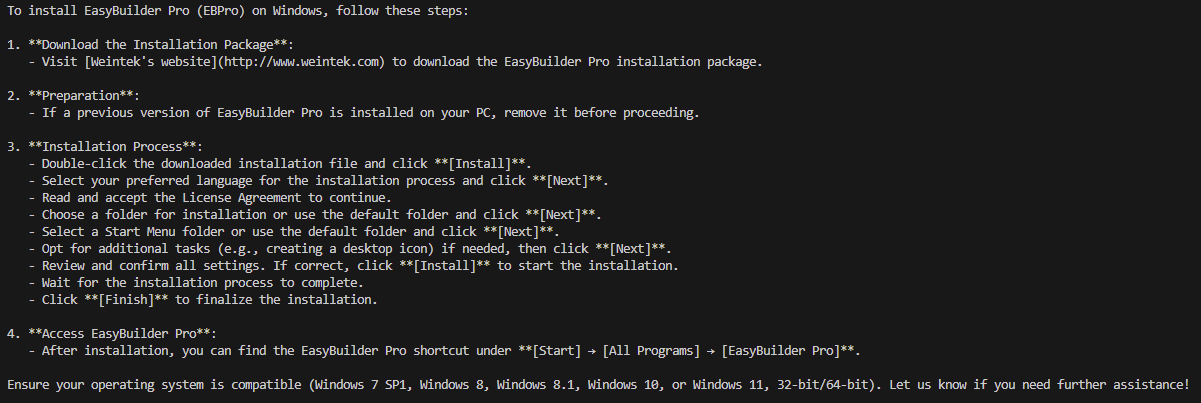 To install EasyBuilder Pro (EBPro) on Windows, follow these steps:
1. **Download the Installation Package**:
- Visit [Weintek's website](http://www.weintek.com) to download the EasyBuilder Pro installation package.
2. **Preparation**:
- If a previous version of EasyBuilder Pro is installed on your PC, remove it before proceeding.
3. **Installation Process**:
- Double-click the downloaded installation file and click **[Install]**.
- Select your preferred language for the installation process and click **[Next]**.
- Read and accept the License Agreement to continue.
- Choose a folder for installation or use the default folder and click **[Next]**.
- Select a Start Menu folder or use the default folder and click **[Next]**.
- Opt for additional tasks (e.g., creating a desktop icon) if needed, then click **[Next]**.
- Review and confirm all settings. If correct, click **[Install]** to start the installation.
- Wait for the installation process to complete.
- Click **[Finish]** to finalize the installation.
4. **Access EasyBuilder Pro**:
- After installation, you can find the EasyBuilder Pro shortcut under **[Start] → [All Programs] → [EasyBuilder Pro]**.
Ensure your operating system is compatible (Windows 7 SP1, Windows 8, Windows 8.1, Windows 10, or Windows 11, 32-bit/64-bit). Let us know if you need further assistance!